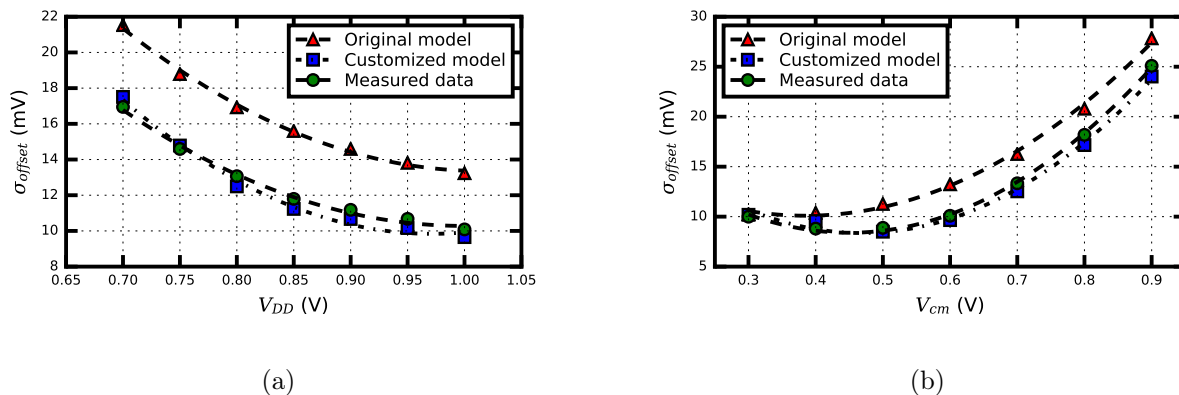 22
20
18
16
14
12
10
8
σoffset (mV)
Original model
Customized model
Measured data
0.65 0.70 0.75 0.80 0.85 0.90 0.95 1.00 1.05
VDD (V)
(a)
30
25
20
15
10
5
σoffset (mV)
Original model
Customized model
Measured data
0.3 0.4 0.5 0.6 0.7 0.8 0.9
Vcm (V)
(b)